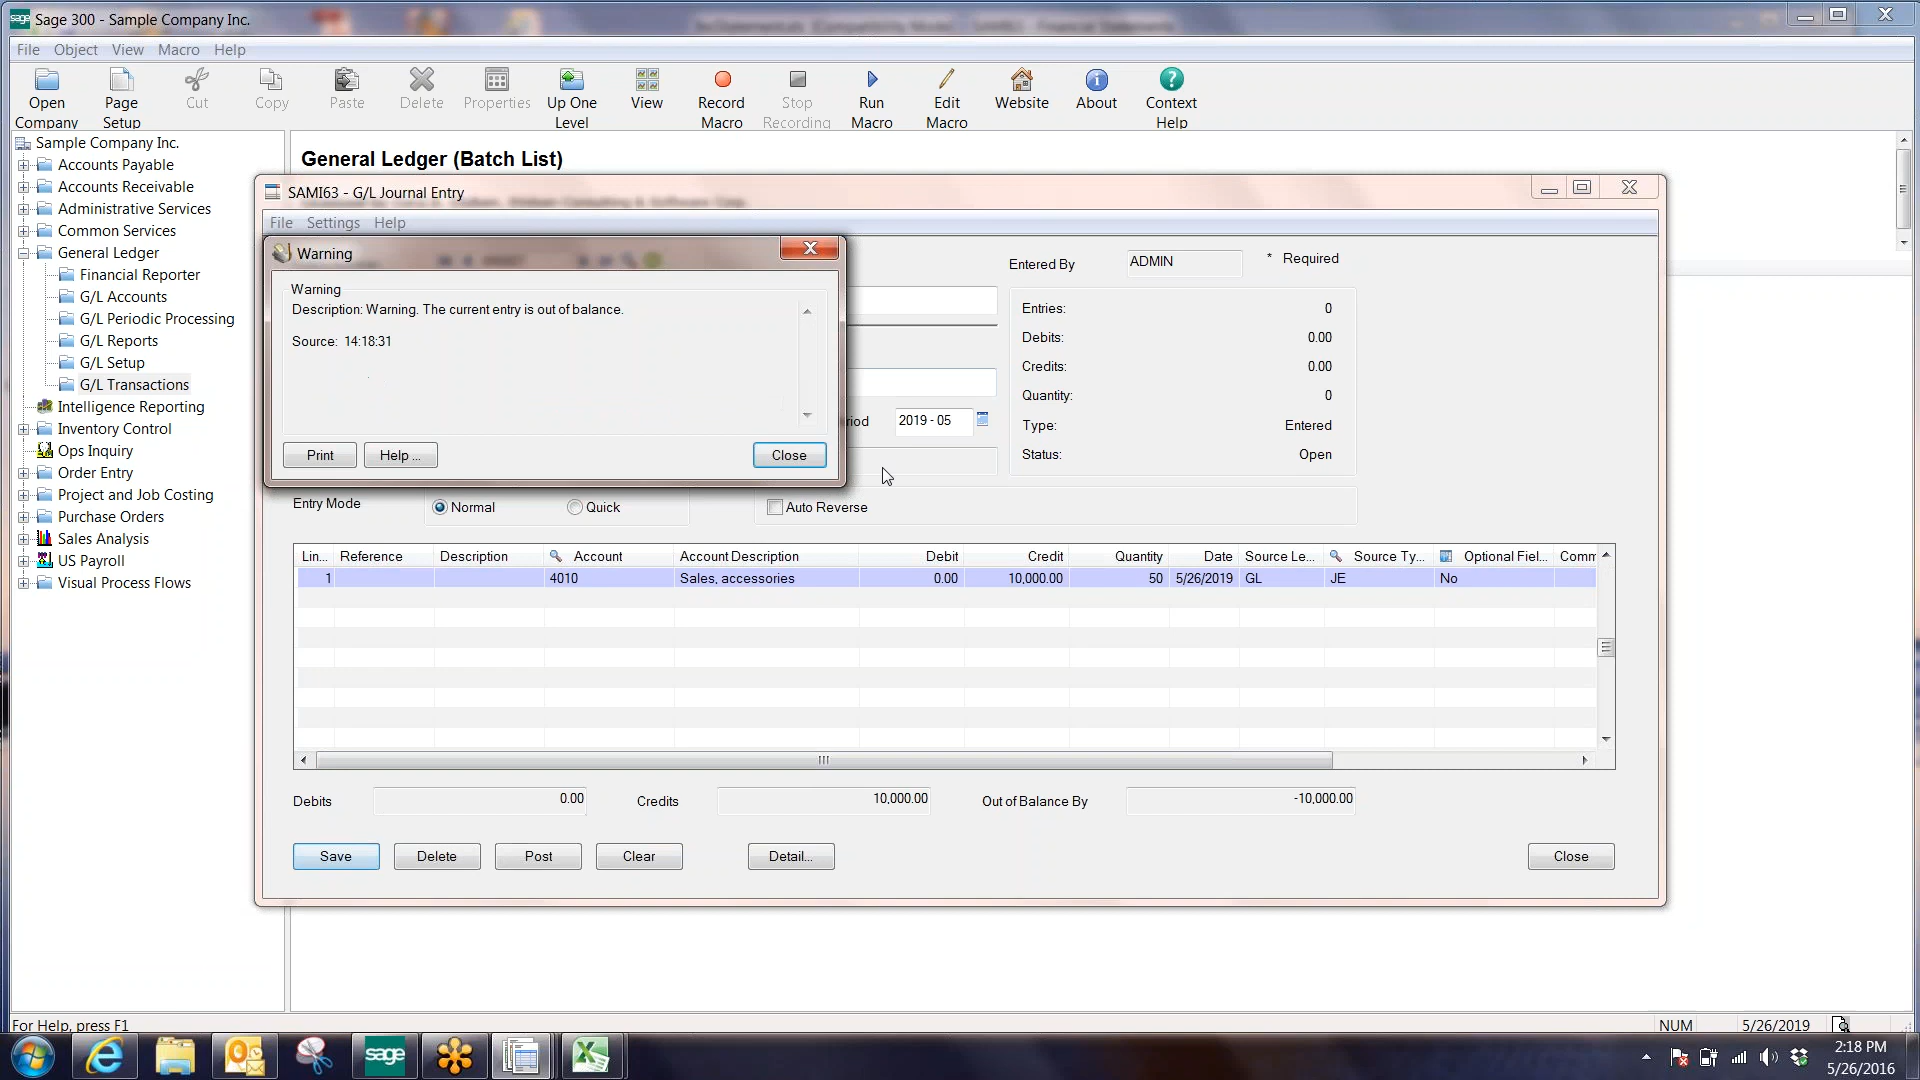 sage Sage 300 - Sample Company Inc.
File Object View Macro Help
Open Company
Page Setup
Cut
Copy
Paste
Delete
Properties
Up One Level
View
Record Macro
Stop Recording
Run Macro
Edit Macro
Website
About
Context Help
Sample Company Inc.
Accounts Payable
Accounts Receivable
Administrative Services
Common Services
General Ledger
Financial Reporter
G/L Accounts
G/L Periodic Processing
G/L Reports
G/L Setup
G/L Transactions
Intelligence Reporting
Inventory Control
Ops Inquiry
Order Entry
Project and Job Costing
Purchase Orders
Sales Analysis
US Payroll
Visual Process Flows
General Ledger (Batch List)
SAMI63 - G/L Journal Entry
File Settings Help
Warning
Warning
Description: Warning. The current entry is out of balance.
Source: 14:18:31
Print Help ... Close
Entered By ADMIN * Required
Entries: 0
Debits: 0.00
Credits: 0.00
Quantity: 0
riod 2019 - 05
Type: Entered
Status: Open
Entry Mode Normal Quick Auto Reverse
Lin... Reference Description Account Account Description Debit Credit Quantity Date Source Le... Source Ty... Optional Fiel... Comm
1 4010 Sales, accessories 0.00 10,000.00 50 5/26/2019 GL JE No
Debits 0.00 Credits 10,000.00 Out of Balance By -10,000.00
Save Delete Post Clear Detail... Close
For Help, press F1 NUM 5/26/2019
sage
2:18 PM
5/26/2016